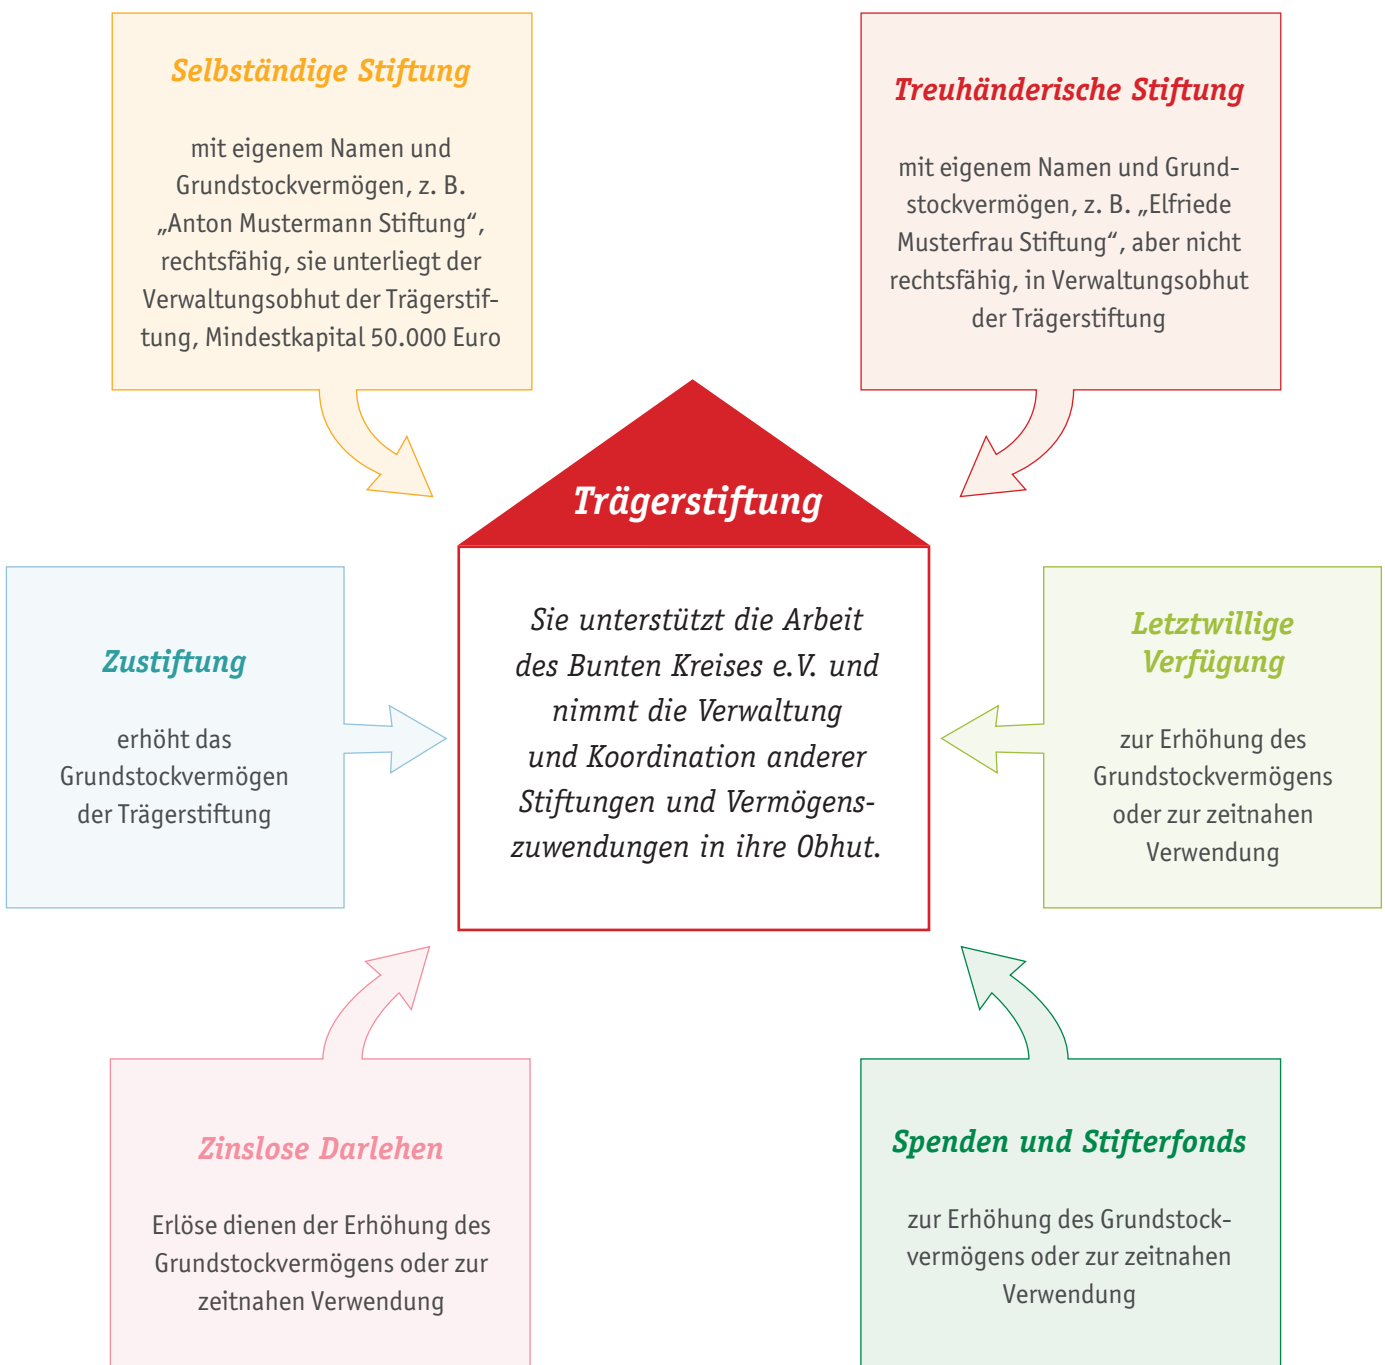 Selbständige Stiftung
mit eigenem Namen und
Grundstockvermögen, z. B.
„Anton Mustermann Stiftung“,
rechtsfähig, sie unterliegt der
Verwaltungsobhut der Trägerstif-
tung, Mindestkapital 50.000 Euro
Treuhänderische Stiftung
mit eigenem Namen und Grund-
stockvermögen, z. B. „Elfriede
Musterfrau Stiftung“, aber nicht
rechtsfähig, in Verwaltungsobhut
der Trägerstiftung
Trägerstiftung
Sie unterstützt die Arbeit
des Bunten Kreises e.V. und
nimmt die Verwaltung
und Koordination anderer
Stiftungen und Vermögens-
zuwendungen in ihre Obhut.
Zustiftung
erhöht das
Grundstockvermögen
der Trägerstiftung
Letztwillige
Verfügung
zur Erhöhung des
Grundstockvermögens
oder zur zeitnahen
Verwendung
Zinslose Darlehen
Erlöse dienen der Erhöhung des
Grundstockvermögens oder zur
zeitnahen Verwendung
Spenden und Stifterfonds
zur Erhöhung des Grundstock-
vermögens oder zur zeitnahen
Verwendung